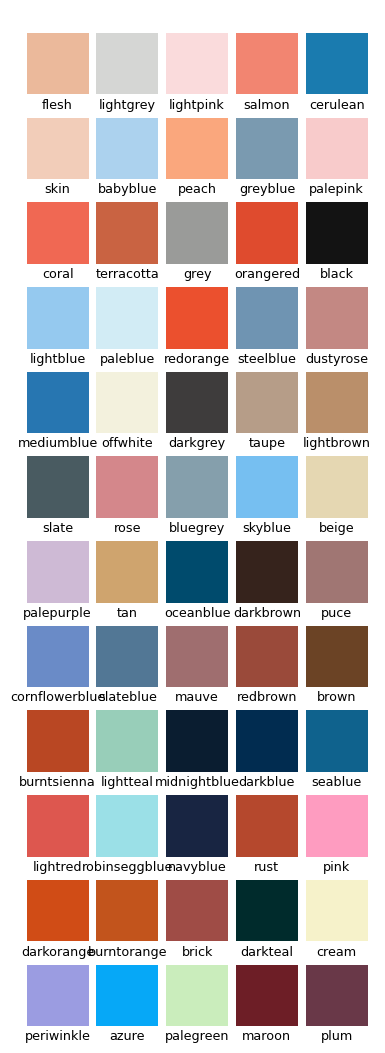 flesh lightgrey lightpink salmon cerulean
skin babyblue peach greyblue palepink
coral terracotta grey orangered black
lightblue paleblue redorange steelblue dustyrose
mediumblue offwhite darkgrey taupe lightbrown
slate rose bluegrey skyblue beige
palepurple tan oceanblue darkbrown puce
cornflowerblue slateblue mauve redbrown brown
burntsienna lightteal midnightblue darkblue seablue
lightred robinseggblue navyblue rust pink
darkorange burntorange brick darkteal cream
periwinkle azure palegreen maroon plum